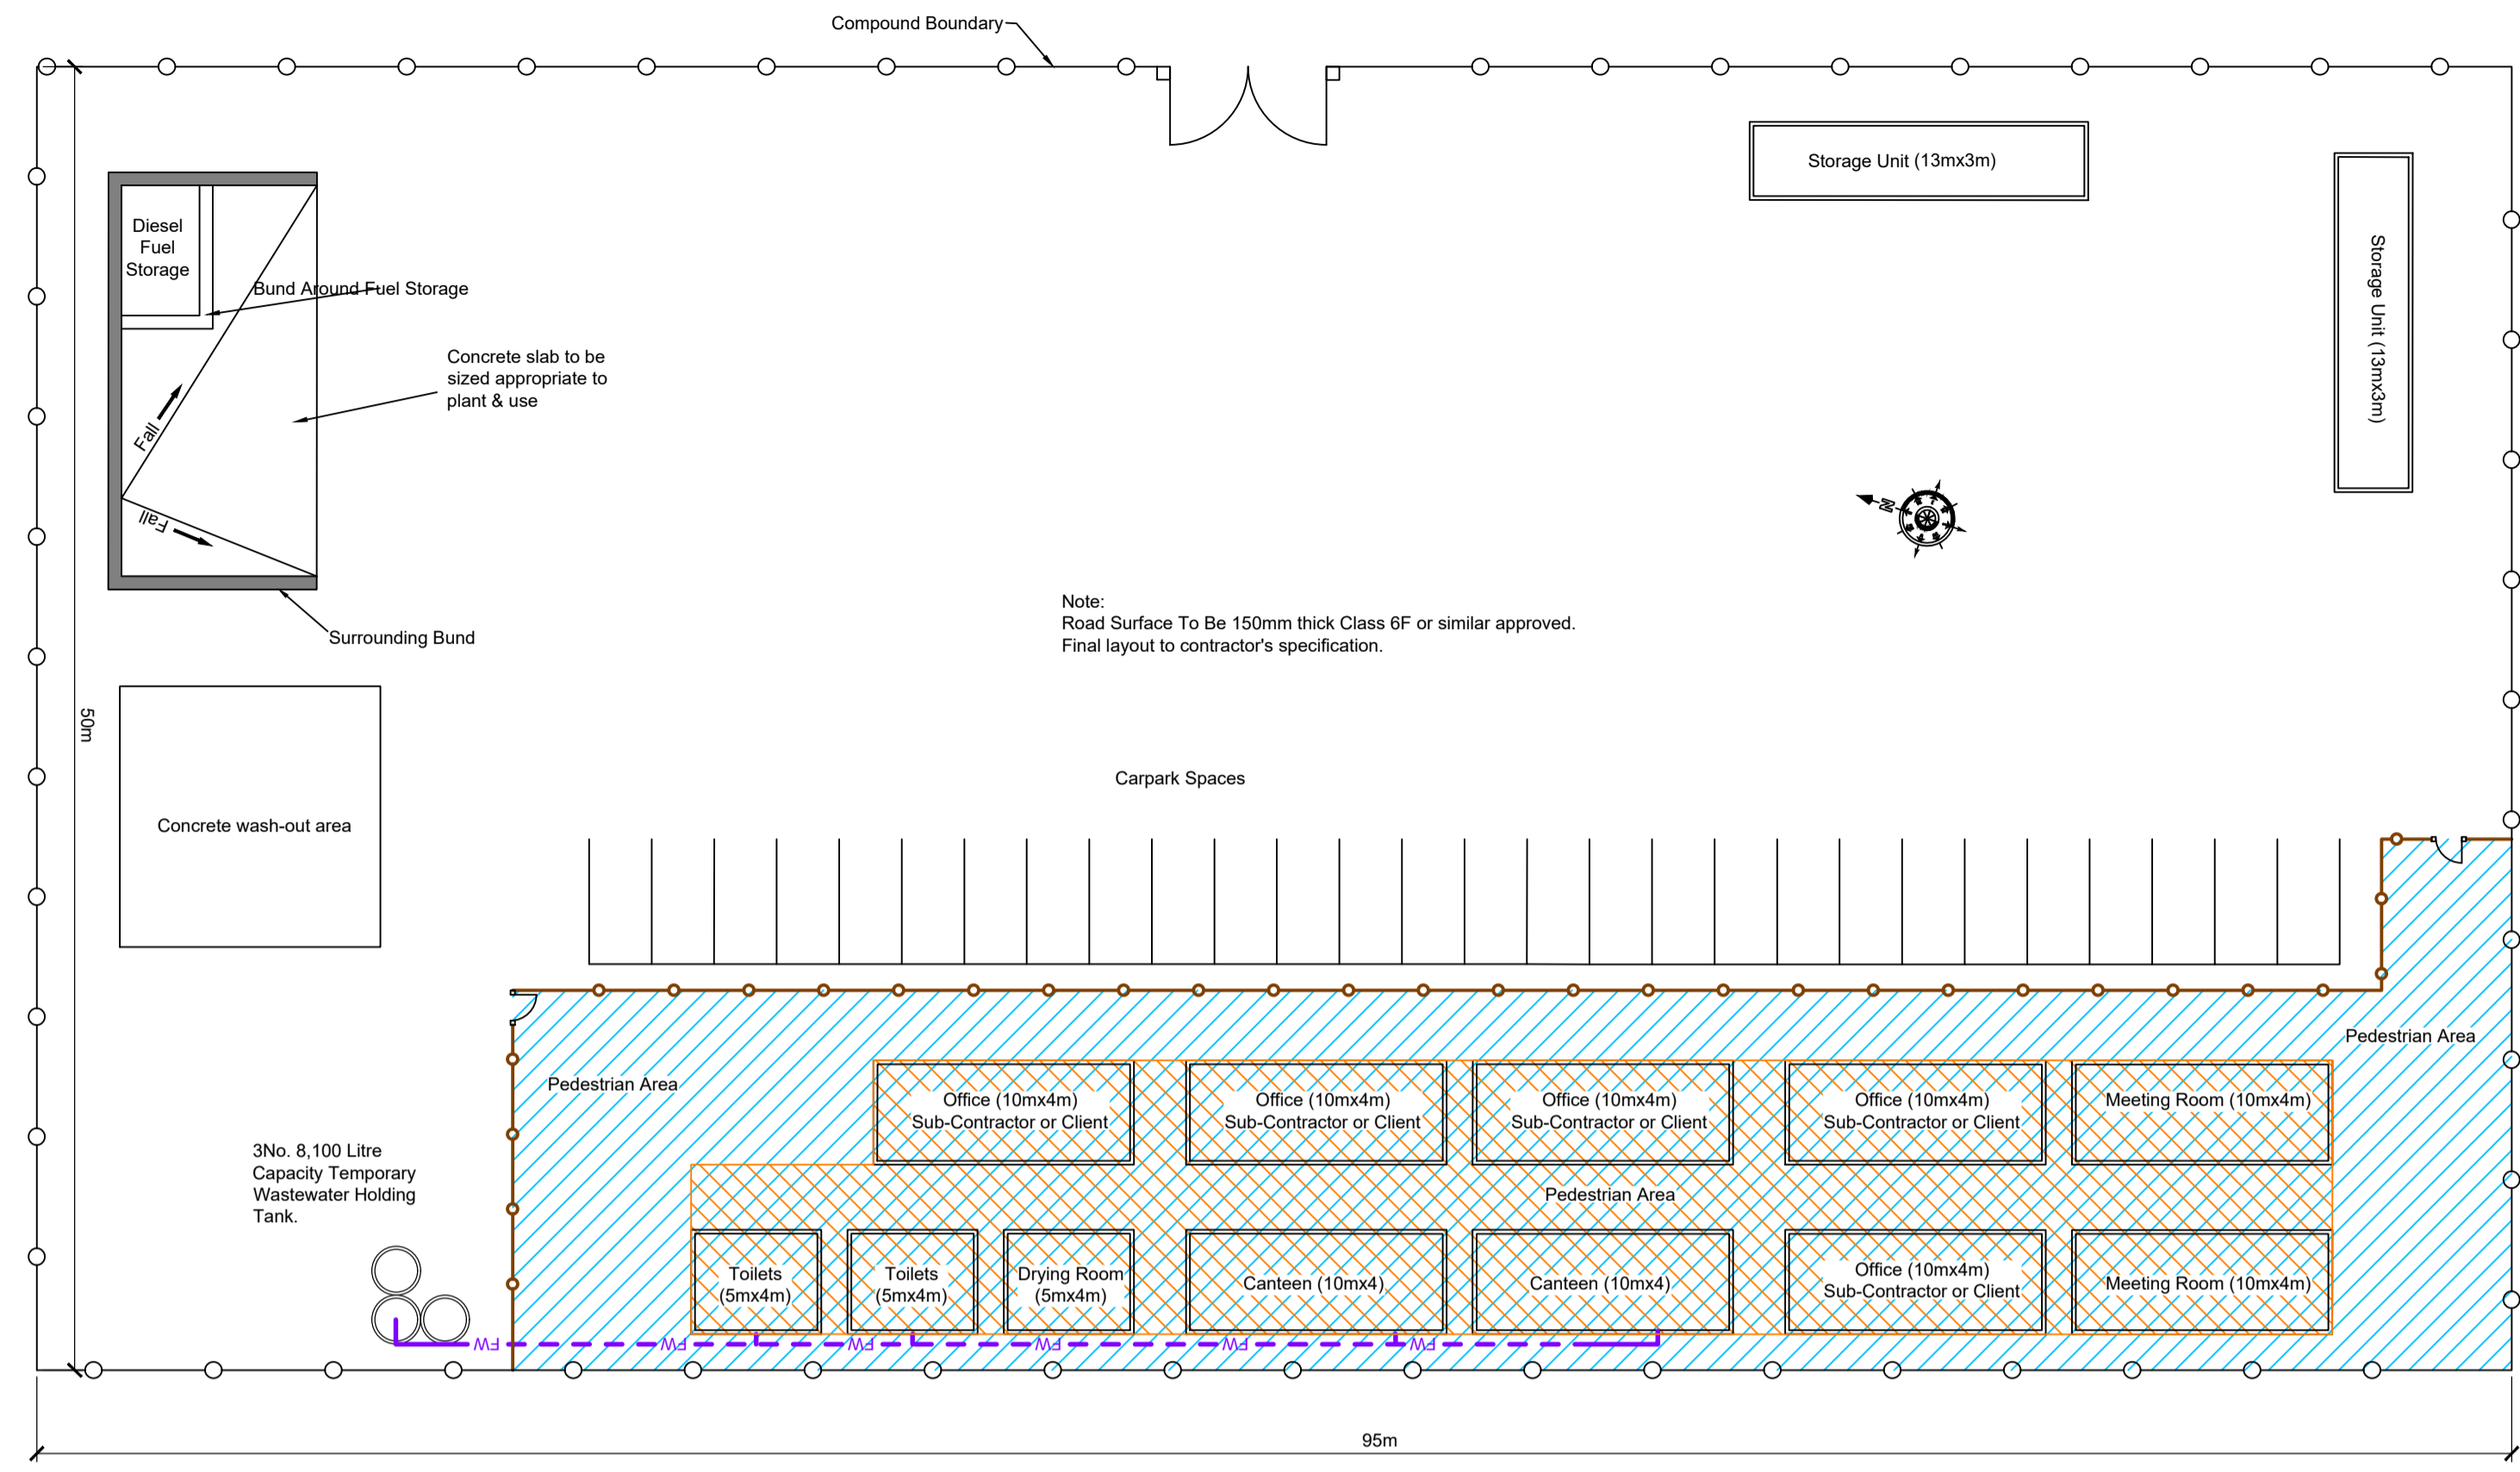 Compound Boundary
Storage Unit (13mx3m)
Storage Unit (13mx3m)
Diesel
Fuel
Storage
Bund Around Fuel Storage
Concrete slab to be
sized appropriate to
plant & use
Fall
Fall
N
Note:
Road Surface To Be 150mm thick Class 6F or similar approved.
Final layout to contractor's specification.
Surrounding Bund
50m
Carpark Spaces
Concrete wash-out area
Pedestrian Area
Pedestrian Area
Office (10mx4m)
Sub-Contractor or Client
Office (10mx4m)
Sub-Contractor or Client
Office (10mx4m)
Sub-Contractor or Client
Office (10mx4m)
Sub-Contractor or Client
Meeting Room (10mx4m)
3No. 8,100 Litre
Capacity Temporary
Wastewater Holding
Tank.
Pedestrian Area
Toilets
(5mx4m)
Toilets
(5mx4m)
Drying Room
(5mx4m)
Canteen (10mx4)
Canteen (10mx4)
Office (10mx4m)
Sub-Contractor or Client
Meeting Room (10mx4m)
FW
FW
FW
FW
FW
FW
95m